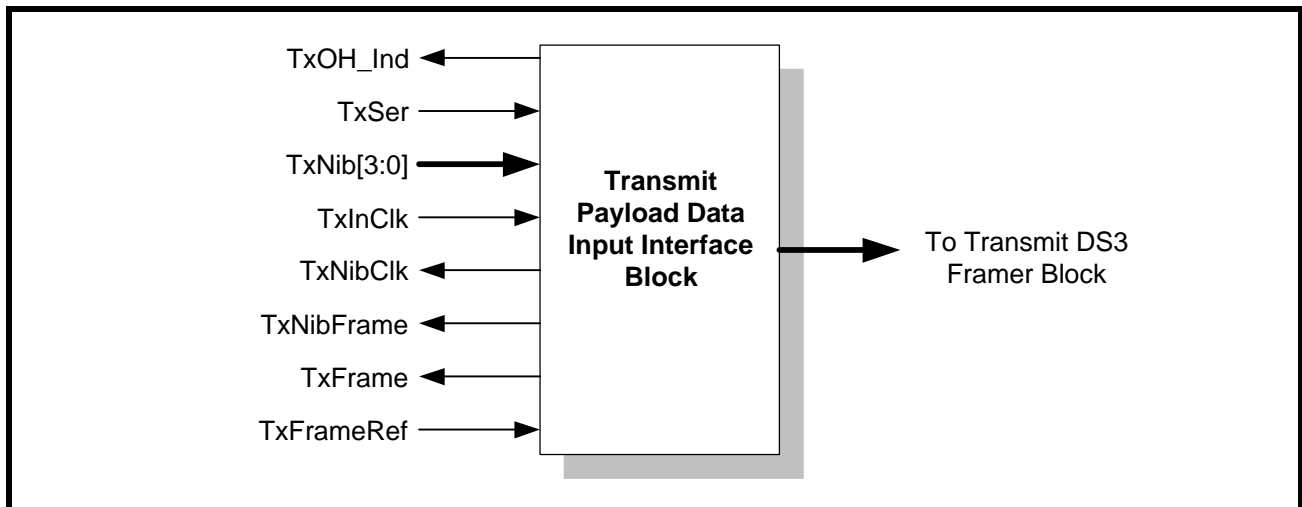 TxOH_Ind
TxSer
TxNib[3:0]
TxInClk
TxNibClk
TxNibFrame
TxFrame
TxFrameRef
Transmit
Payload Data
Input Interface
Block
To Transmit DS3
Framer Block